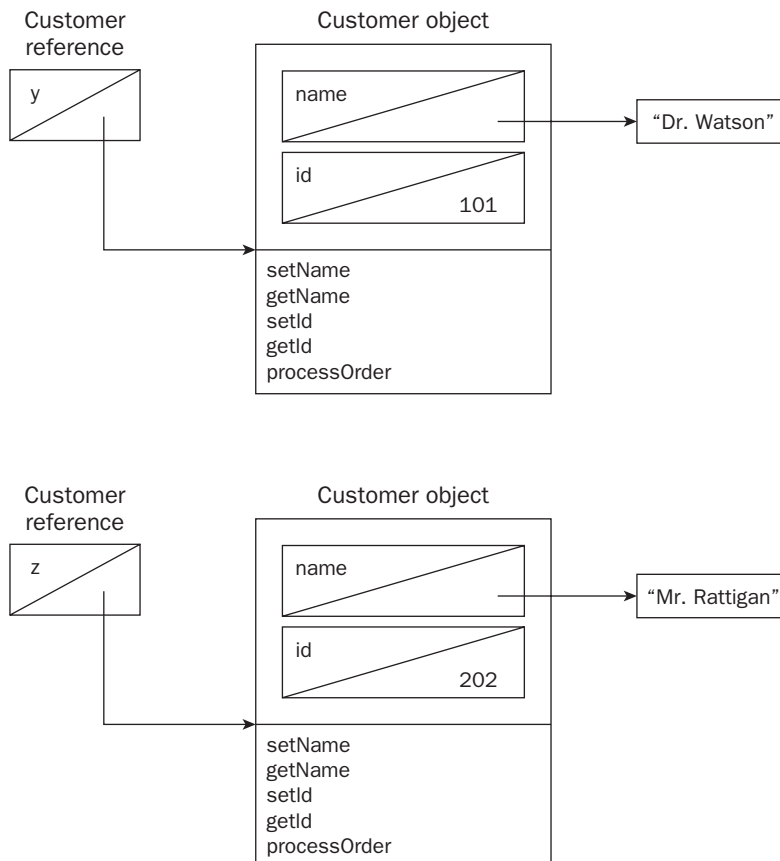 Customer
reference
Customer object
y
name
“Dr. Watson”
id
101
setName
getName
setId
getId
processOrder
Customer
reference
Customer object
z
name
“Mr. Rattigan”
id
202
setName
getName
setId
getId
processOrder